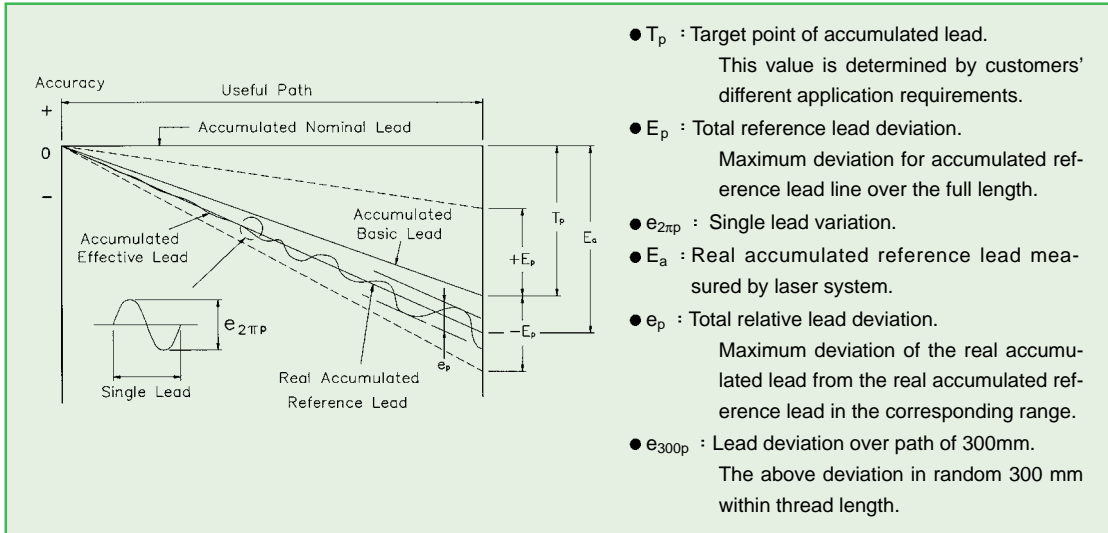 Accuracy
+
0
−
Useful Path
Accumulated Nominal Lead
Accumulated
Effective Lead
Accumulated
Basic Lead
Tp
Ea
+Ep
−Ep
ep
e2πp
Single Lead
Real Accumulated
Reference Lead
● Tp : Target point of accumulated lead.
This value is determined by customers’
different application requirements.
● Ep : Total reference lead deviation.
Maximum deviation for accumulated ref-
erence lead line over the full length.
● e2πp : Single lead variation.
● Ea : Real accumulated reference lead mea-
sured by laser system.
● ep : Total relative lead deviation.
Maximum deviation of the real accumu-
lated lead from the real accumulated ref-
erence lead in the corresponding range.
● e300p : Lead deviation over path of 300mm.
The above deviation in random 300 mm
within thread length.